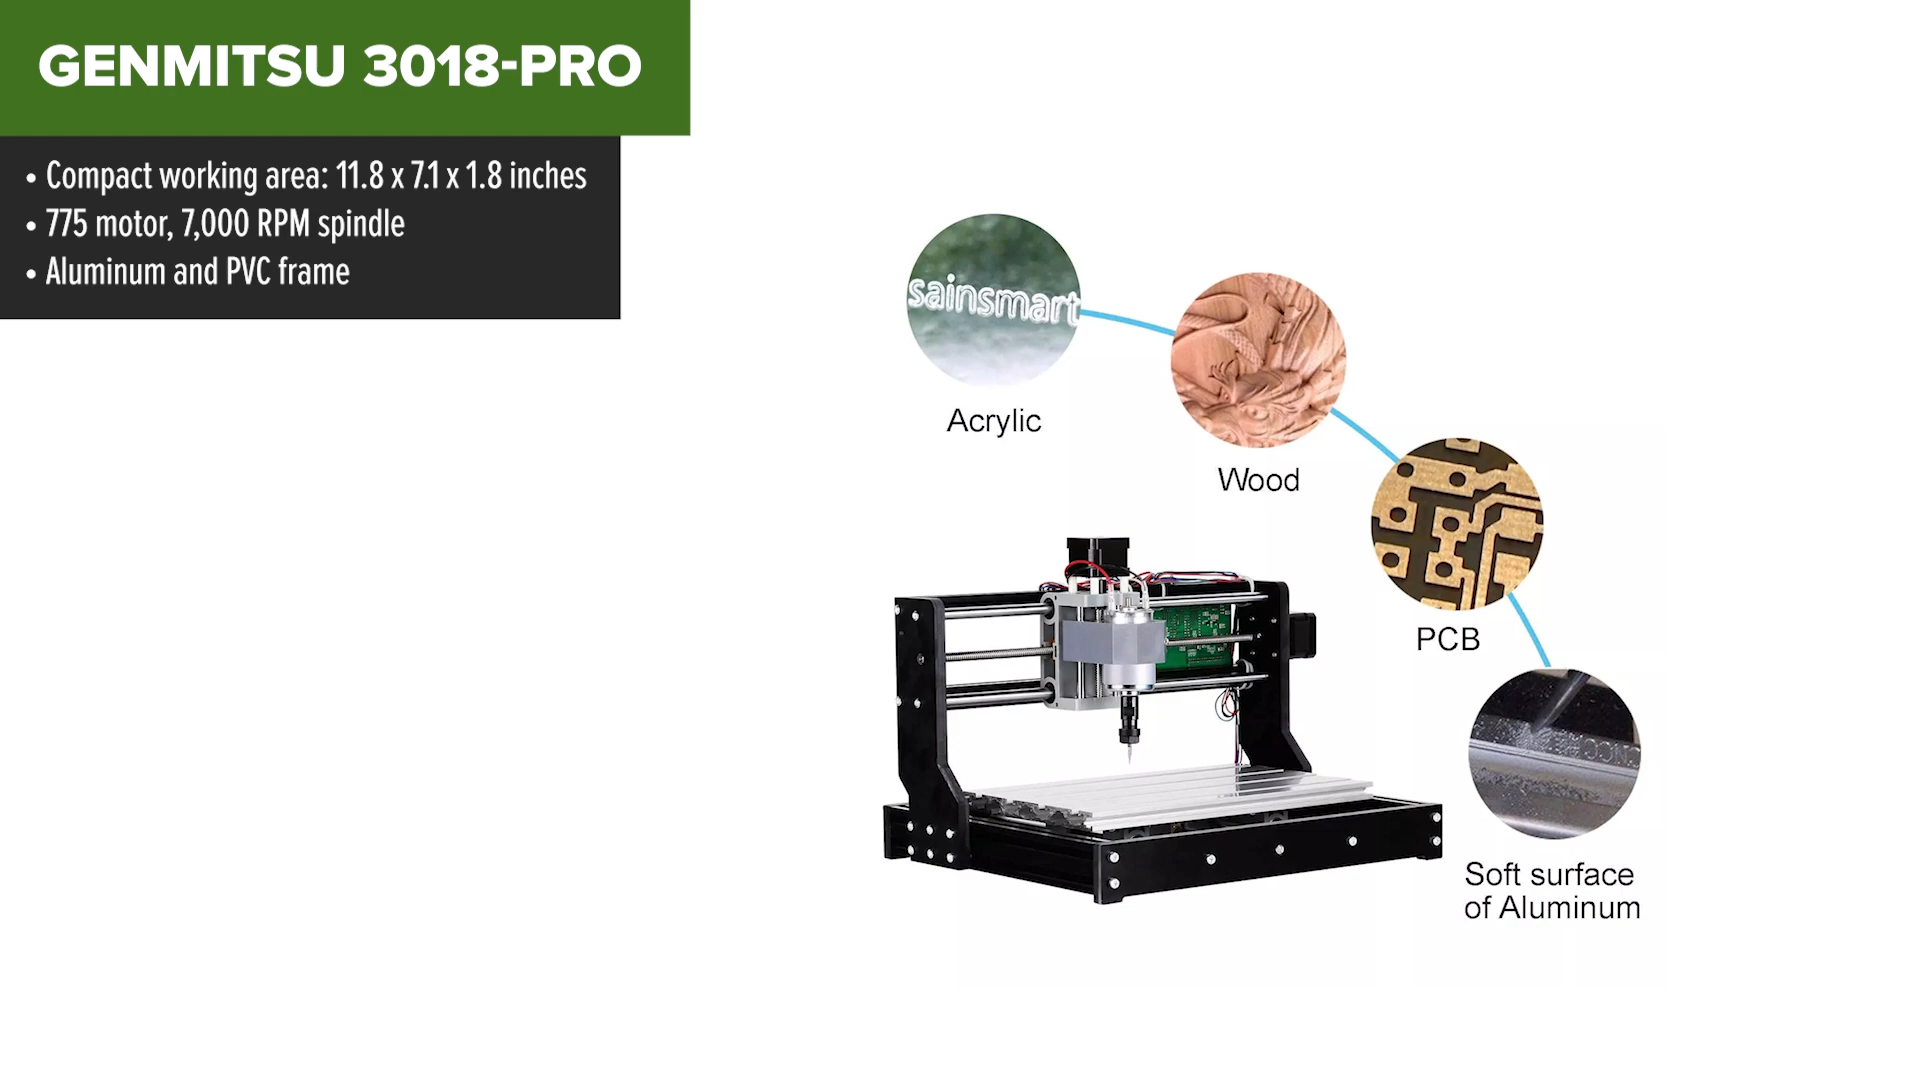 GENMITSU 3018-PRO
• Compact working area: 11.8 x 7.1 x 1.8 inches
• 775 motor, 7,000 RPM spindle
• Aluminum and PVC frame
sainsmart
Acrylic
Wood
PCB
Soft surface
of Aluminum